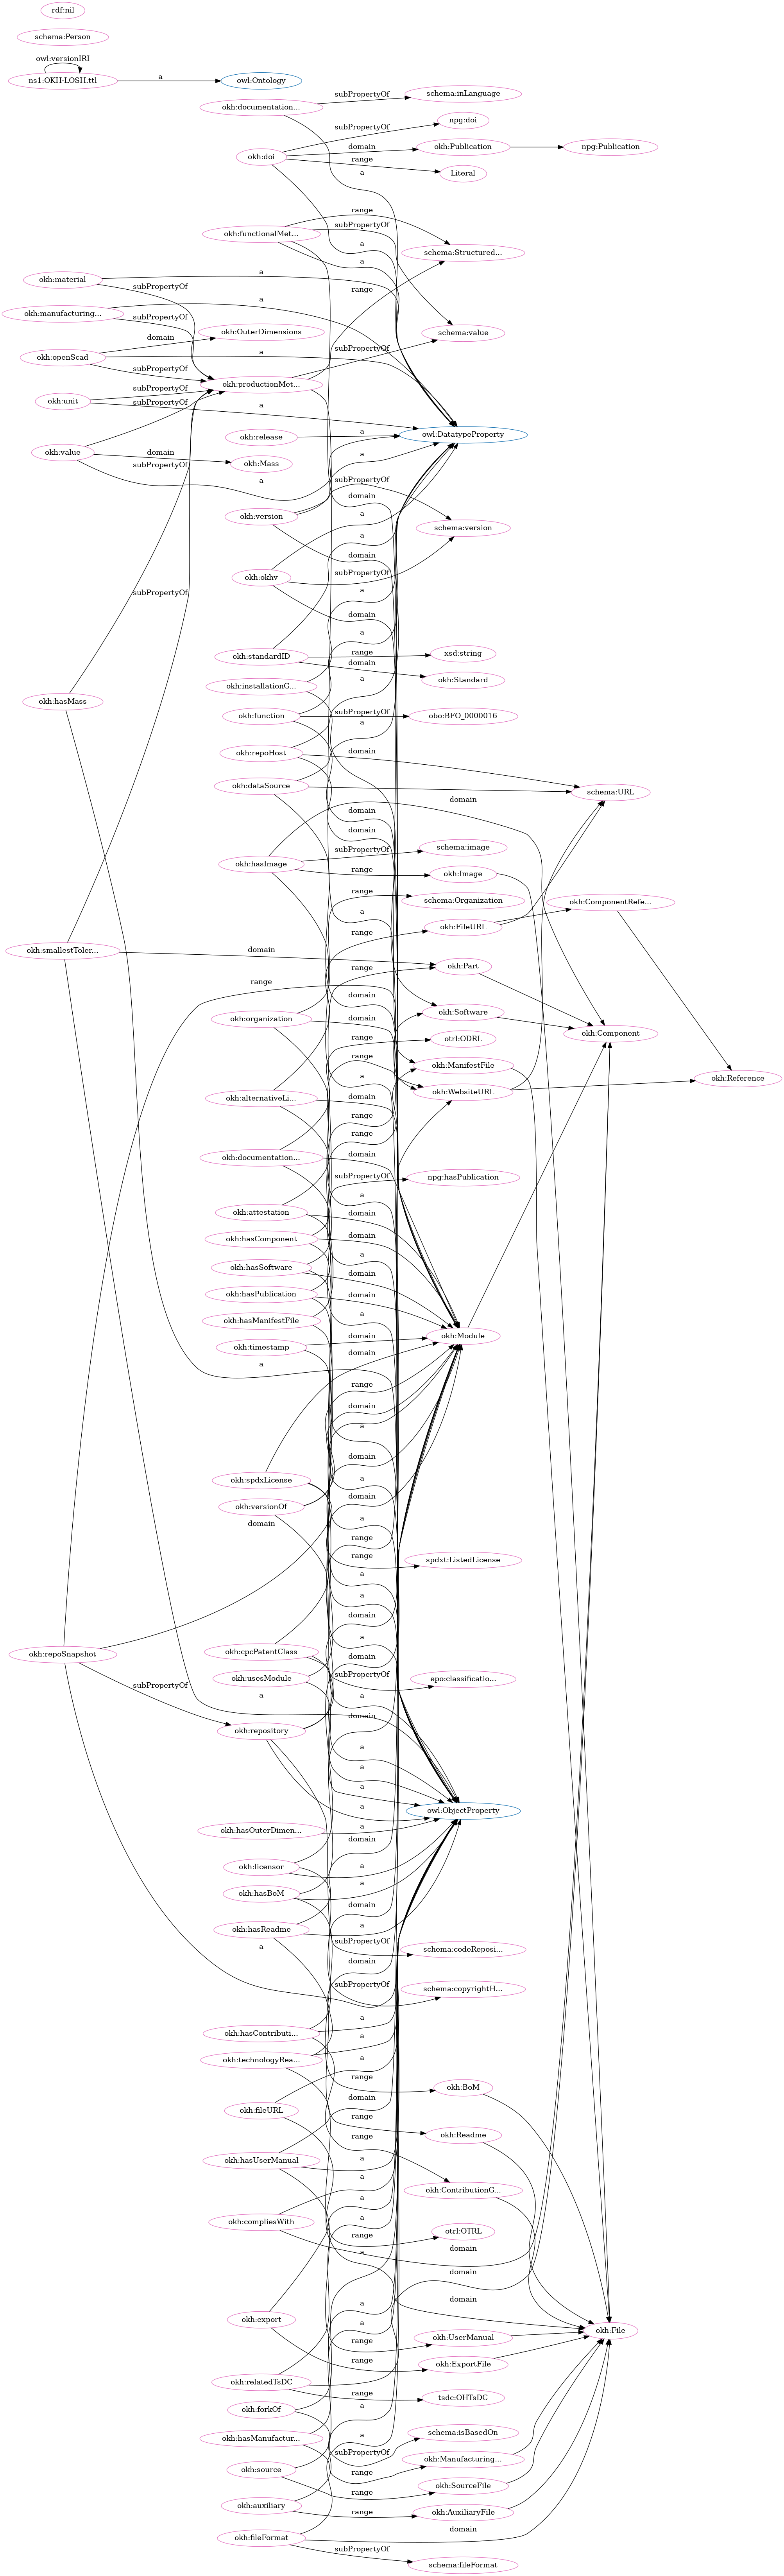 rdf:nil
schema:Person
owl:versionIRI
ns1:OKH-LOSH.ttl
a
owl:Ontology
schema:inLanguage
subPropertyOf
okh:documentation...
npg:doi
subPropertyOf
domain
okh:Publication
npg:Publication
okh:doi
range
a
Literal
range
subPropertyOf
okh:functionalMet...
a
a
schema:Structured...
a
okh:material
subPropertyOf
range
a
okh:manufacturing...
subPropertyOf
okh:OuterDimensions
schema:value
domain
a
subPropertyOf
okh:openScad
subPropertyOf
okh:productionMet...
subPropertyOf
okh:unit
subPropertyOf
a
okh:release
a
owl:DatatypeProperty
okh:value
domain
a
subPropertyOf
okh:Mass
a
subPropertyOf
domain
okh:version
a
schema:version
a
domain
subPropertyOf
okh:okhv
a
subPropertyOf
domain
a
okh:standardID
range
xsd:string
domain
a
okh:Standard
okh:installationG...
okh:hasMass
subPropertyOf
okh:function
obo:BFO_0000016
a
okh:repoHost
domain
okh:dataSource
schema:URL
domain
domain
domain
subPropertyOf
schema:image
okh:hasImage
range
okh:Image
range
schema:Organization
okh:ComponentRefe...
a
okh:FileURL
range
okh:smallestToler...
domain
range
okh:Part
range
domain
okh:Software
okh:organization
domain
okh:Component
range
otrl:ODRL
range
okh:ManifestFile
a
okh:Reference
okh:alternativeLi...
domain
okh:WebsiteURL
range
range
okh:documentation...
domain
subPropertyOf
npg:hasPublication
a
okh:attestation
domain
okh:hasComponent
domain
a
okh:hasSoftware
domain
okh:hasPublication
domain
a
okh:hasManifestFile
domain
okh:Module
okh:timestamp
domain
a
range
domain
a
domain
okh:spdxLicense
a
domain
okh:versionOf
a
domain
range
range
spdxt:ListedLicense
a
a
domain
a
okh:repoSnapshot
okh:cpcPatentClass
domain
subPropertyOf
epo:classificatio...
okh:usesModule
subPropertyOf
a
a
domain
okh:repository
a
a
a
a
owl:ObjectProperty
okh:hasOuterDimen...
a
domain
okh:licensor
a
okh:hasBoM
a
domain
okh:hasReadme
a
subPropertyOf
a
schema:codeReposi...
domain
subPropertyOf
schema:copyrightH...
okh:hasContributi...
a
a
okh:technologyRea...
a
range
okh:BoM
domain
okh:fileURL
range
okh:Readme
range
okh:hasUserManual
a
a
okh:ContributionG...
a
okh:compliesWith
a
range
otrl:OTRL
a
domain
domain
domain
a
okh:export
a
okh:File
range
okh:UserManual
range
okh:ExportFile
okh:relatedTsDC
range
tsdc:OHTsDC
okh:forkOf
a
schema:isBasedOn
okh:hasManufactur...
a
subPropertyOf
okh:Manufacturing...
range
okh:source
range
okh:SourceFile
okh:auxiliary
range
okh:AuxiliaryFile
domain
okh:fileFormat
subPropertyOf
schema:fileFormat